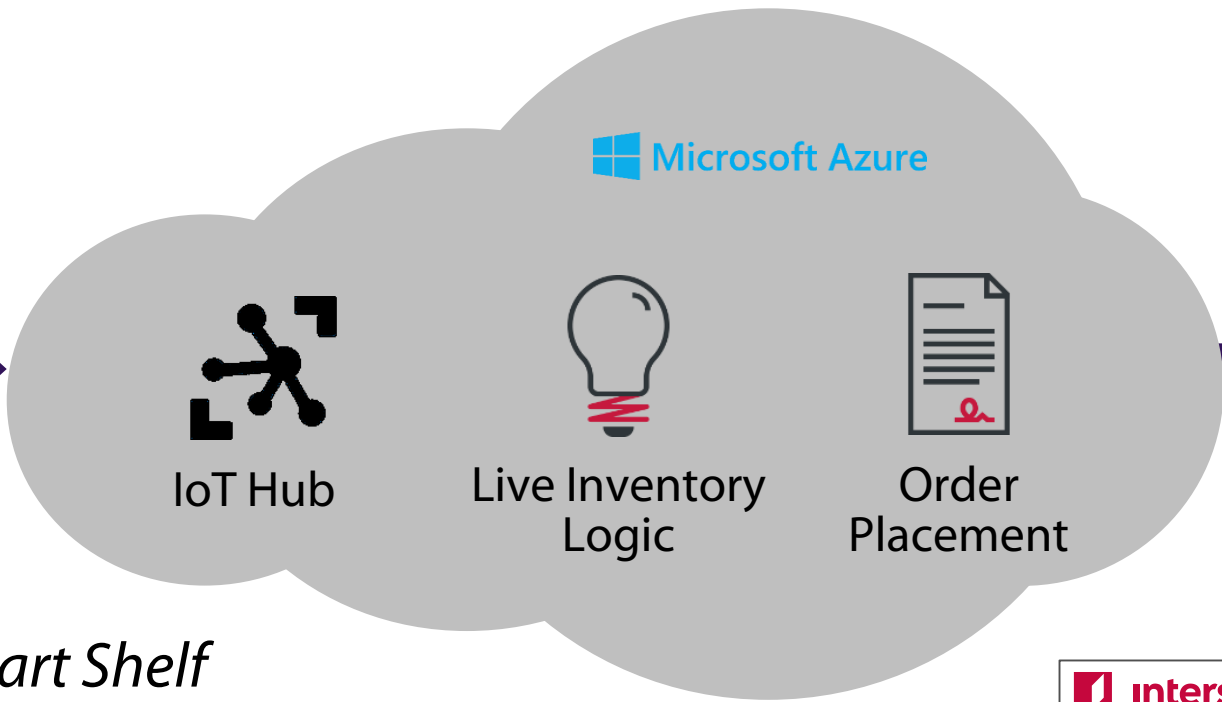 Microsoft Azure
IoT Hub
Live Inventory
Logic
Order
Placement
art Shelf
inters